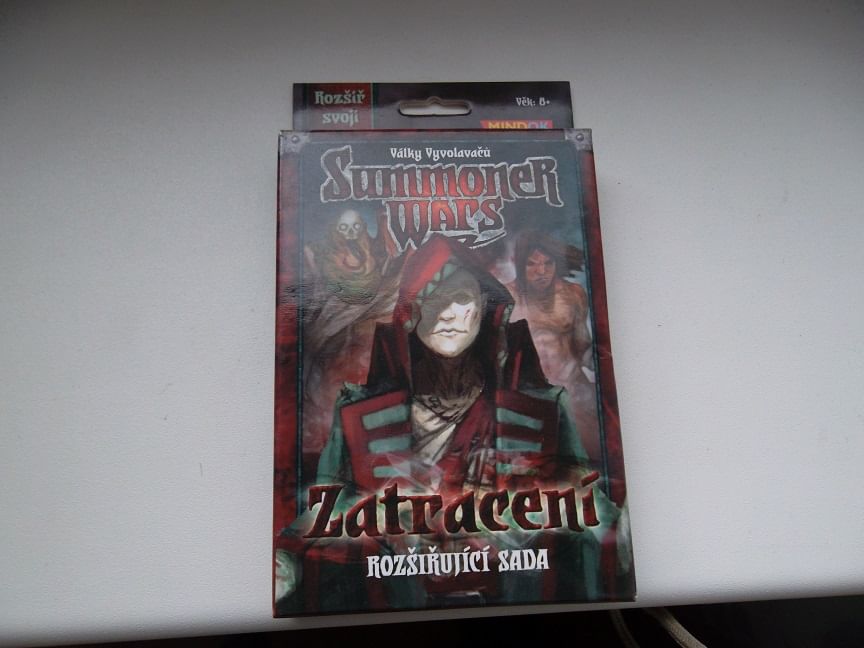 Rozšiř
svoji
Věk: 8+
MINDOK
Války Vyvolavačů
Summoner
Wars
Zatracení
ROZŠIŘUJÍCÍ SADA